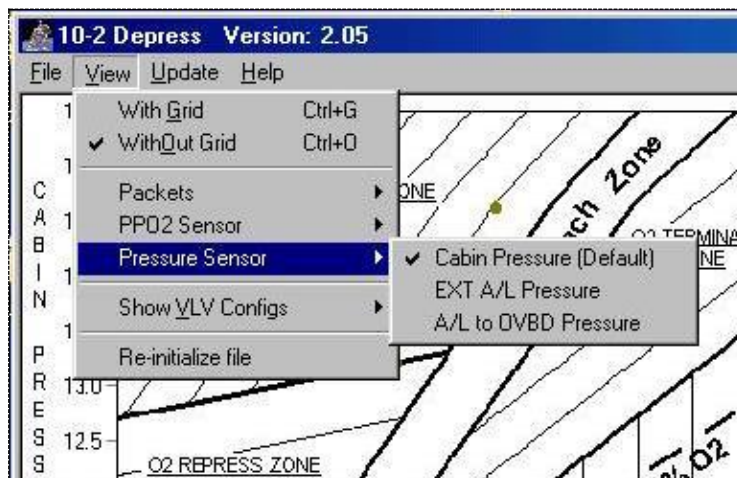 10-2 Depress Version: 2.05
File View Update Help
With Grid Ctrl+G
WithOut Grid Ctrl+O
Packets
PPO2 Sensor
Pressure Sensor
Show VLV Configs
Re-initialize file
Cabin Pressure (Default)
EXT A/L Pressure
A/L to OVBD Pressure
CABIN PRESS
13.0
12.5
ONE
ach Zone
O2 TERMINA
NE
O2 REPRESS ZONE
% O2